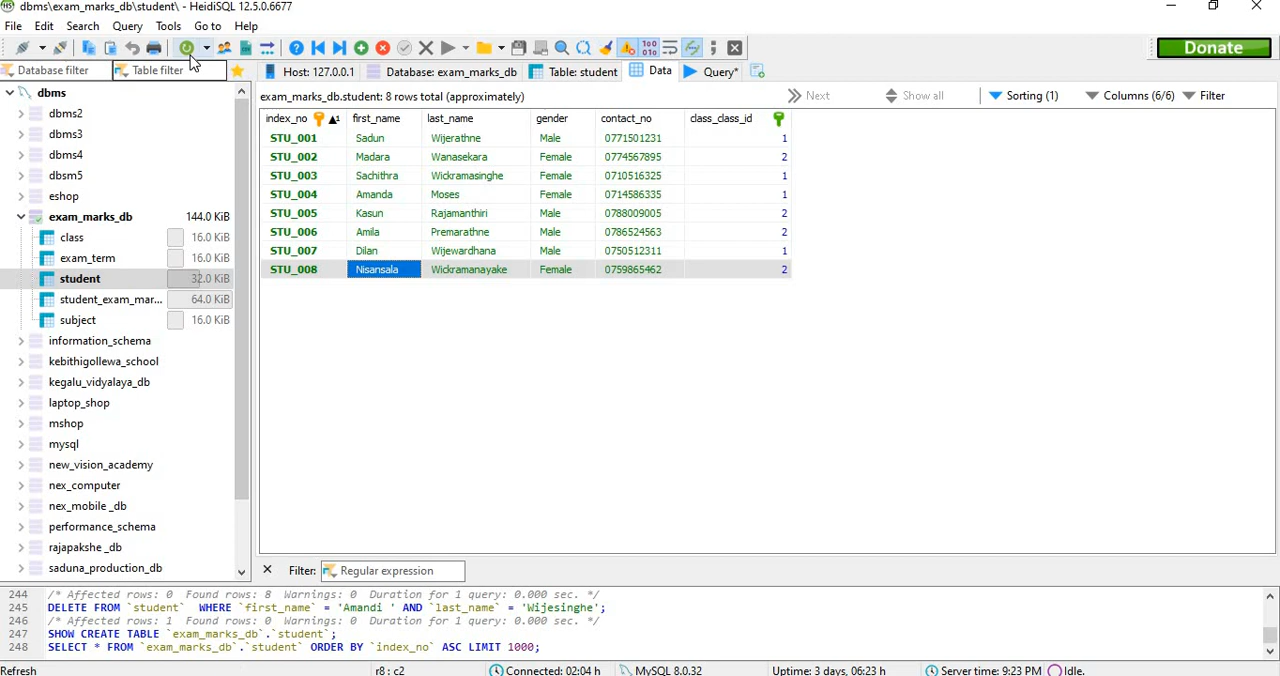 dbms\exam_marks_db\student\ - HeidiSQL 12.5.0.6677
File Edit Search Query Tools Go to Help
Donate
Database filter Table filter Host: 127.0.0.1 Database: exam_marks_db Table: student Data Query*
exam_marks_db.student: 8 rows total (approximately) Next Show all Sorting (1) Columns (6/6) Filter
index_no 1 first_name last_name gender contact_no class_class_id
STU_001 Sadun Wijerathne Male 0771501231 1
STU_002 Madara Wanasekara Female 0774567895 2
STU_003 Sachithra Wickramasinghe Female 0710516325 1
STU_004 Amanda Moses Female 0714586335 1
STU_005 Kasun Rajamanthiri Male 0788009005 2
STU_006 Amila Premarathne Male 0786524563 2
STU_007 Dilan Wijewardhana Male 0750512311 1
STU_008 Nisansala Wickramanayake Female 0759865462 2
dbms
dbms2
dbms3
dbms4
dbsm5
eshop
exam_marks_db 144.0 KiB
class 16.0 KiB
exam_term 16.0 KiB
student 32.0 KiB
student_exam_mar... 64.0 KiB
subject 16.0 KiB
information_schema
kebithigollewa_school
kegalu_vidyalaya_db
laptop_shop
mshop
mysql
new_vision_academy
nex_computer
nex_mobile _db
performance_schema
rajapakshe _db
saduna_production_db
Filter: Regular expression
244 /* Affected rows: 0 Found rows: 8 Warnings: 0 Duration for 1 query: 0.000 sec. */
245 DELETE FROM `student` WHERE `first_name` = 'Amandi ' AND `last_name` = 'Wijesinghe';
246 /* Affected rows: 1 Found rows: 0 Warnings: 0 Duration for 1 query: 0.000 sec. */
247 SHOW CREATE TABLE `exam_marks_db`.`student`;
248 SELECT * FROM `exam_marks_db`.`student` ORDER BY `index_no` ASC LIMIT 1000;
Refresh r8 : c2 Connected: 02:04 h MySQL 8.0.32 Uptime: 3 days, 06:23 h Server time: 9:23 PM Idle.